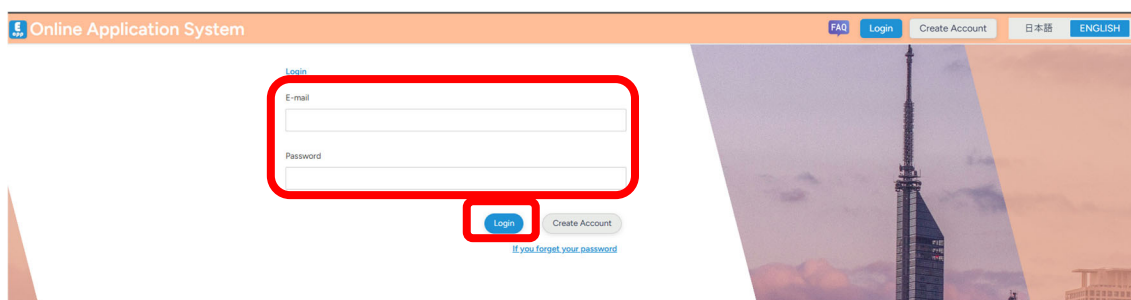 E app Online Application System FAQ Login Create Account 日本語 ENGLISH
Login
E-mail
Password
Login Create Account
If you forget your password